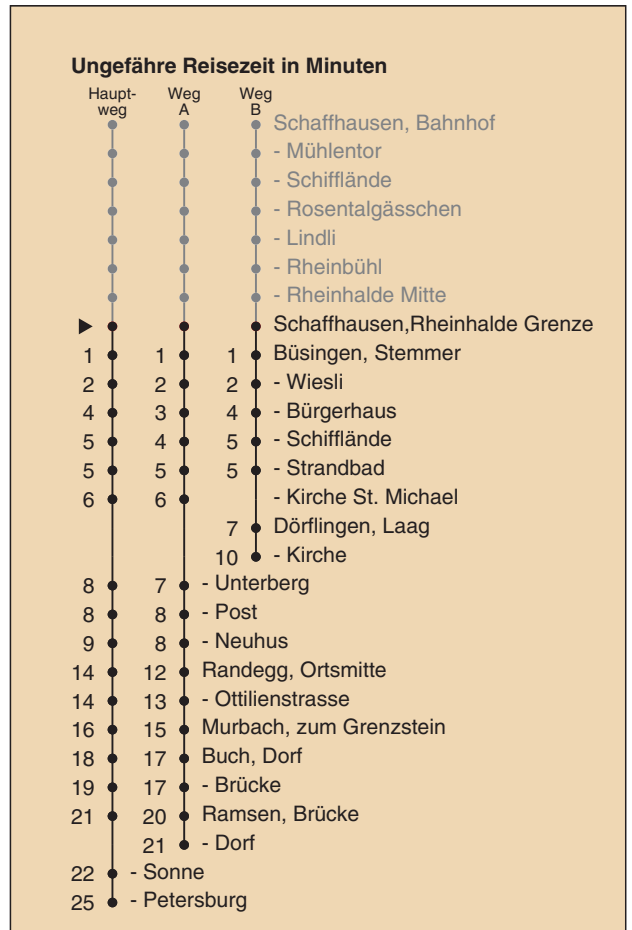 Ungefähre Reisezeit in Minuten
Haupt- Weg Weg
weg A B
Schaffhausen, Bahnhof
- Mühlentor
- Schifflände
- Rosentalgässchen
- Lindli
- Rheinbühl
- Rheinhalde Mitte
Schaffhausen,Rheinhalde Grenze
1 1 1 Büsingen, Stemmer
2 2 2 - Wiesli
4 3 4 - Bürgerhaus
5 4 5 - Schifflände
5 5 5 - Strandbad
6 6 - Kirche St. Michael
7 Dörflingen, Laag
10 - Kirche
8 7 - Unterberg
8 8 - Post
9 8 - Neuhus
14 12 Randegg, Ortsmitte
14 13 - Ottilienstrasse
16 15 Murbach, zum Grenzstein
18 17 Buch, Dorf
19 17 - Brücke
21 20 Ramsen, Brücke
21 - Dorf
22 - Sonne
25 - Petersburg